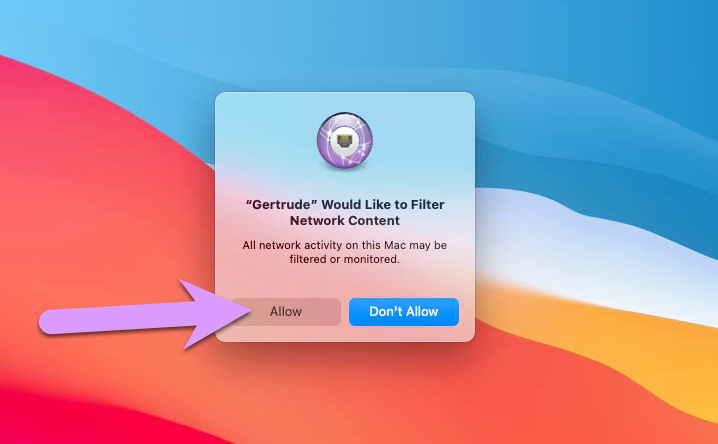 “Gertrude” Would Like to Filter
Network Content
All network activity on this Mac may be
filtered or monitored.
Allow
Don't Allow